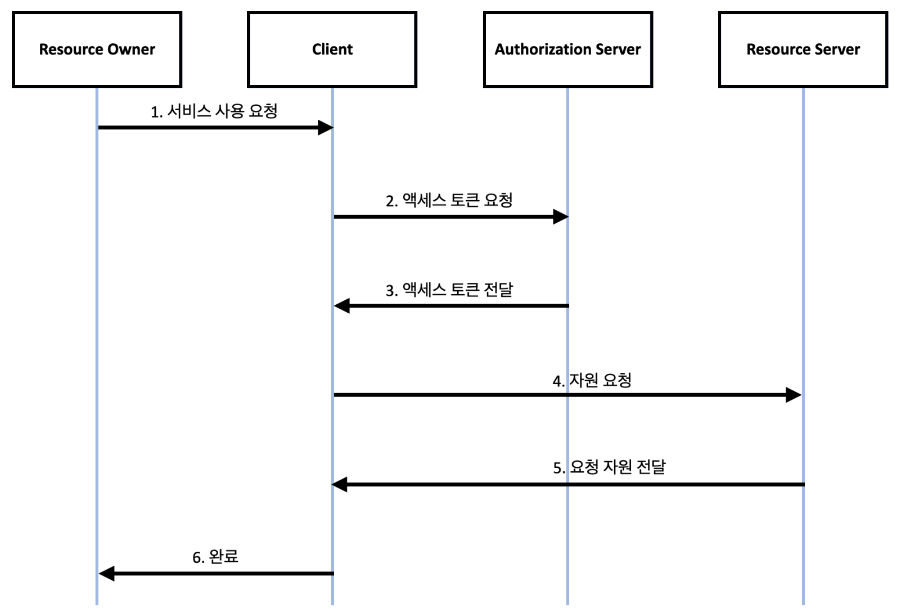 Resource Owner
Client
Authorization Server
Resource Server
1. 서비스 사용 요청
2. 액세스 토큰 요청
3. 액세스 토큰 전달
4. 자원 요청
5. 요청 자원 전달
6. 완료